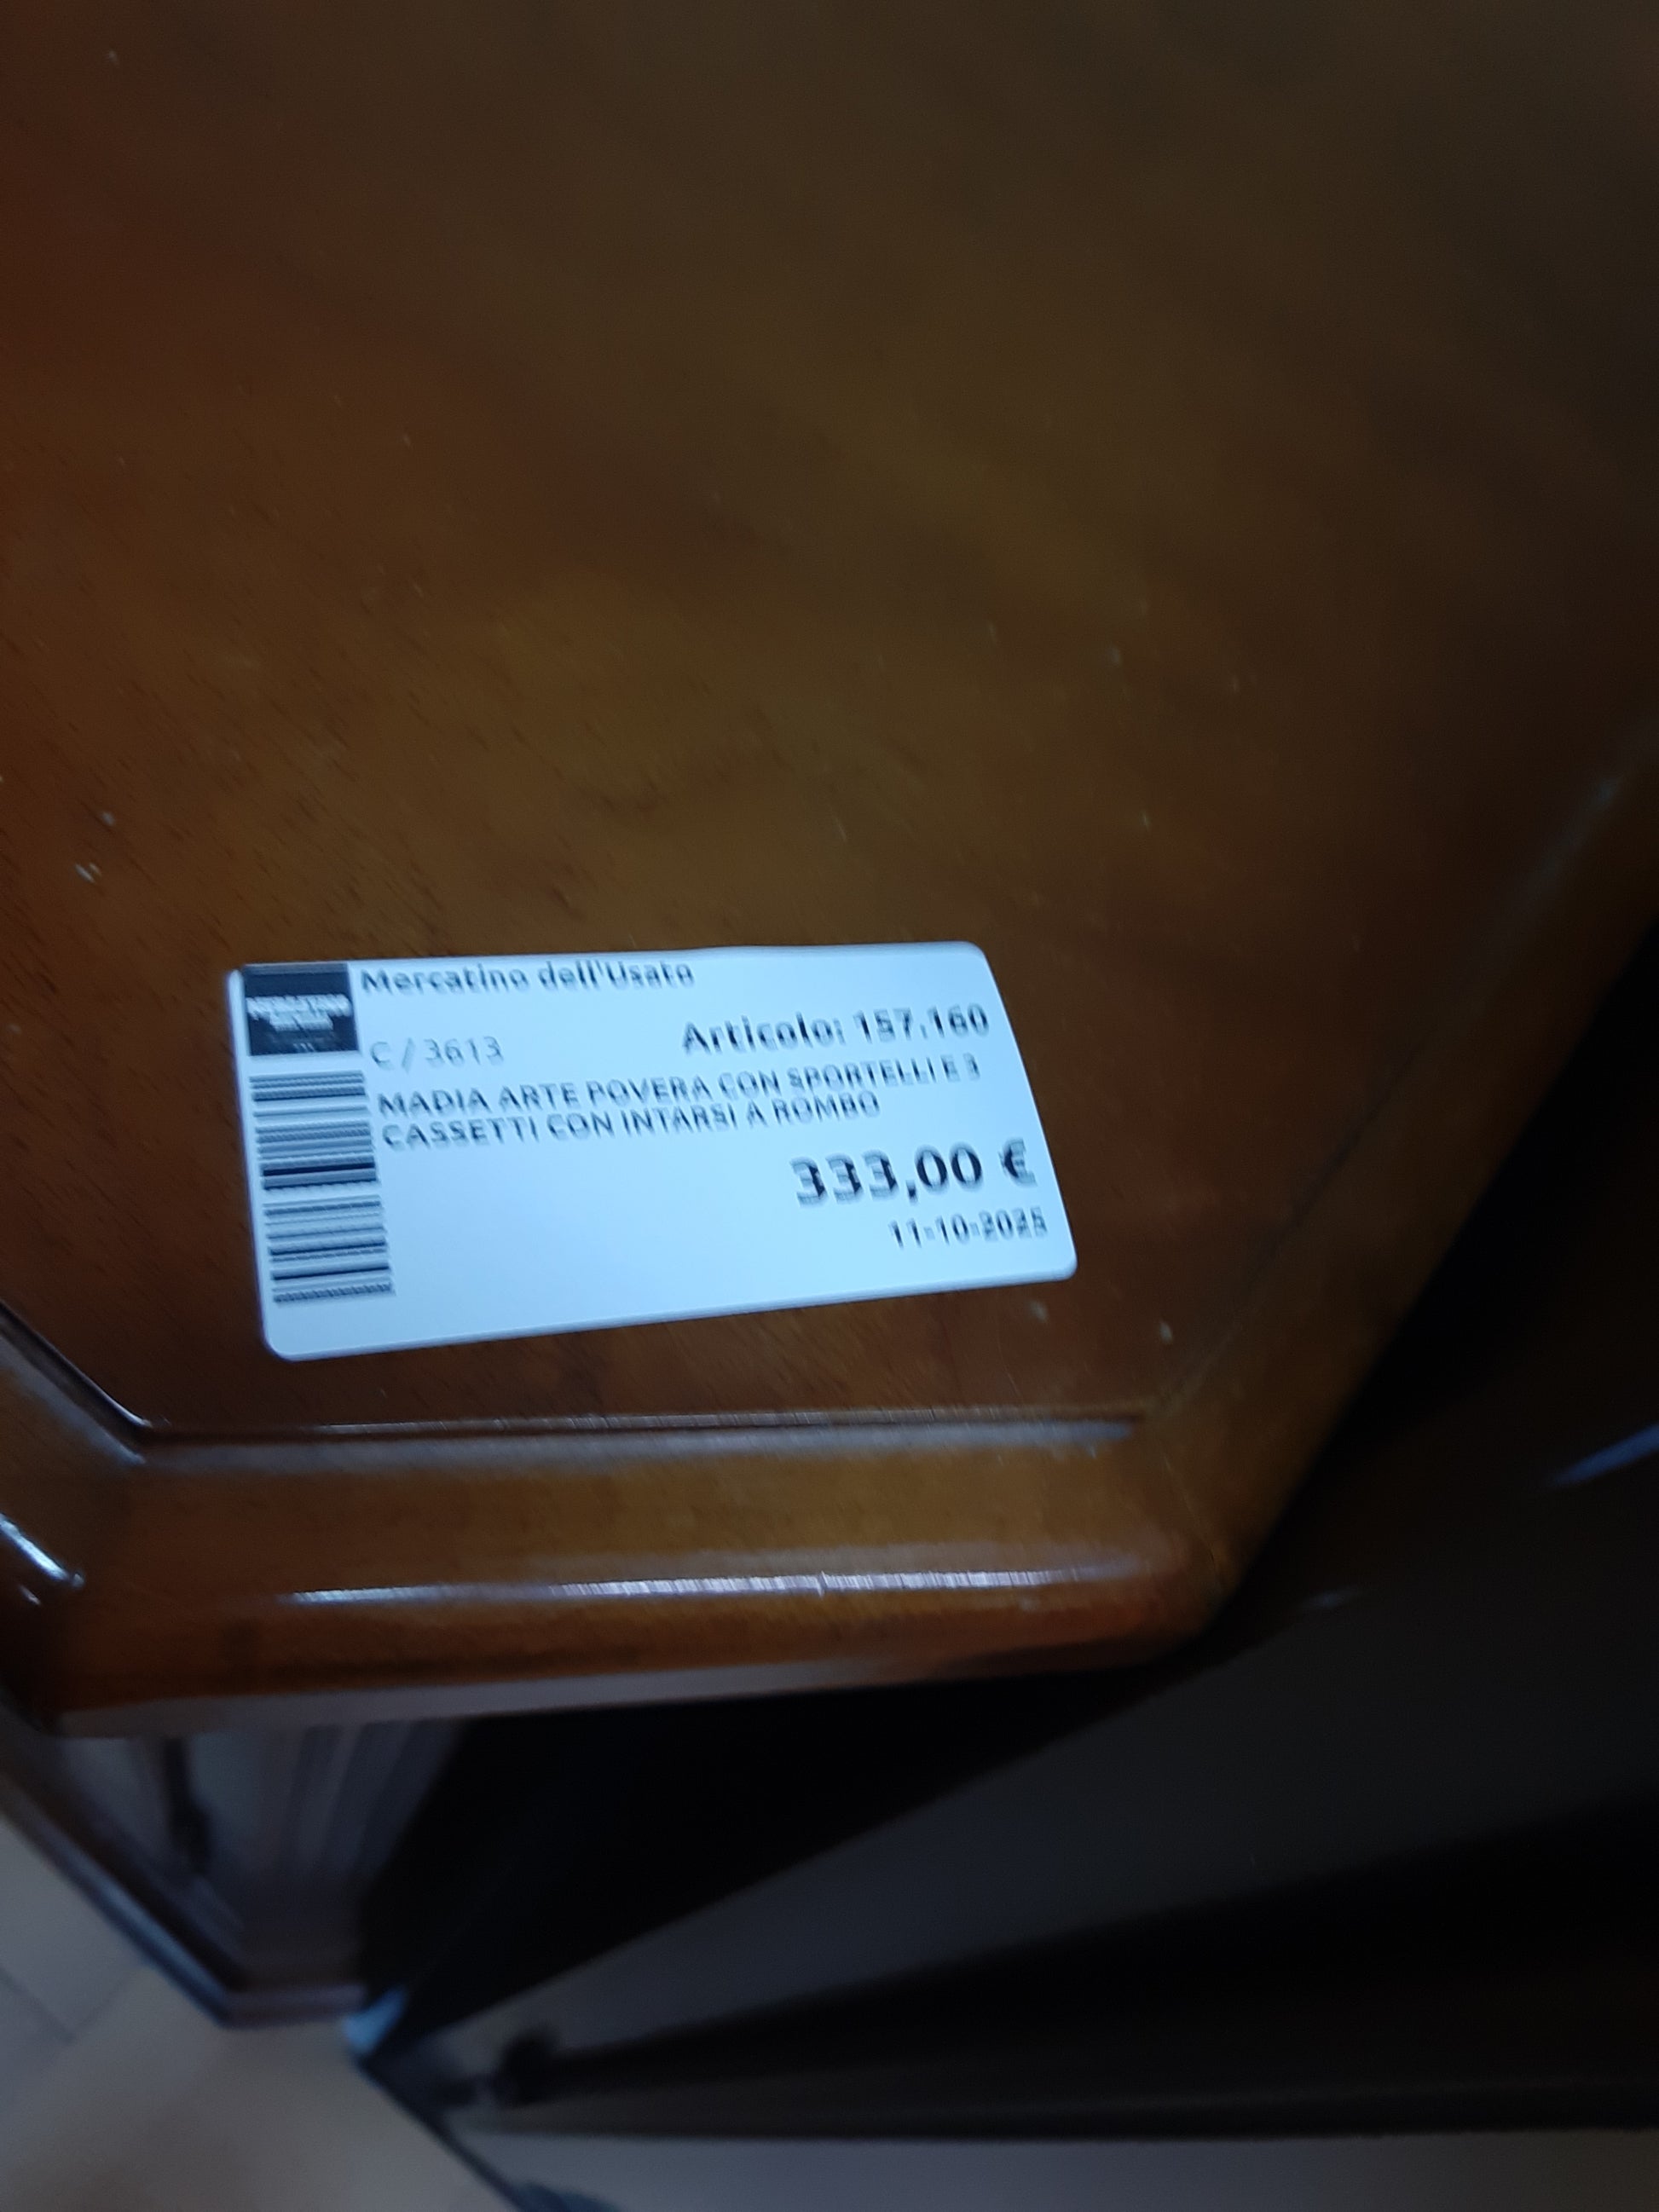 Mercatino dell'Usato
C / 3613
Articolo: 157.160
MADIA ARTE POVERA CON SPORTELLI E 3
CASSETTI CON INTARSI A ROMBO
333,00 €
11-10-2025